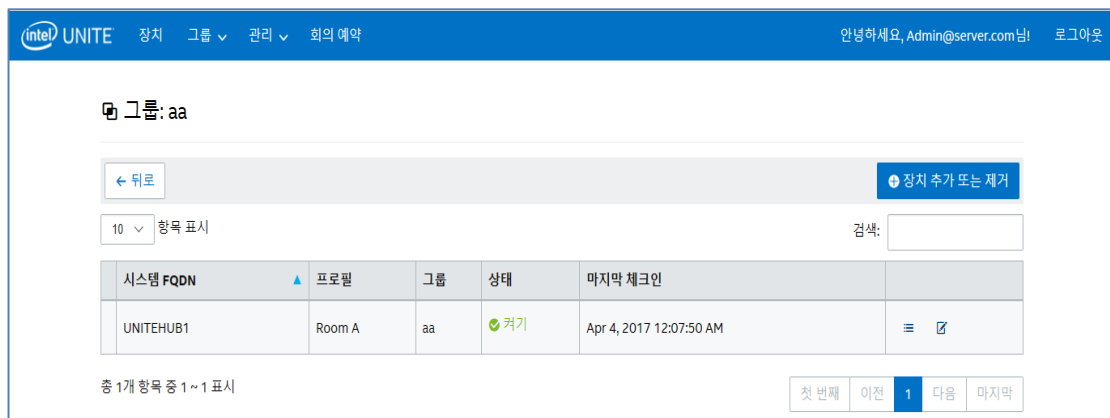 intel UNITE 장치 그룹 관리 회의 예약 안녕하세요, Admin@server.com님! 로그아웃
그룹: aa
뒤로 장치 추가 또는 제거
10 항목 표시 검색:
시스템 FQDN 프로필 그룹 상태 마지막 체크인
UNITEHUB1 Room A aa 켜기 Apr 4, 2017 12:07:50 AM
총 1개 항목 중 1 ~ 1 표시 첫 번째 이전 1 다음 마지막